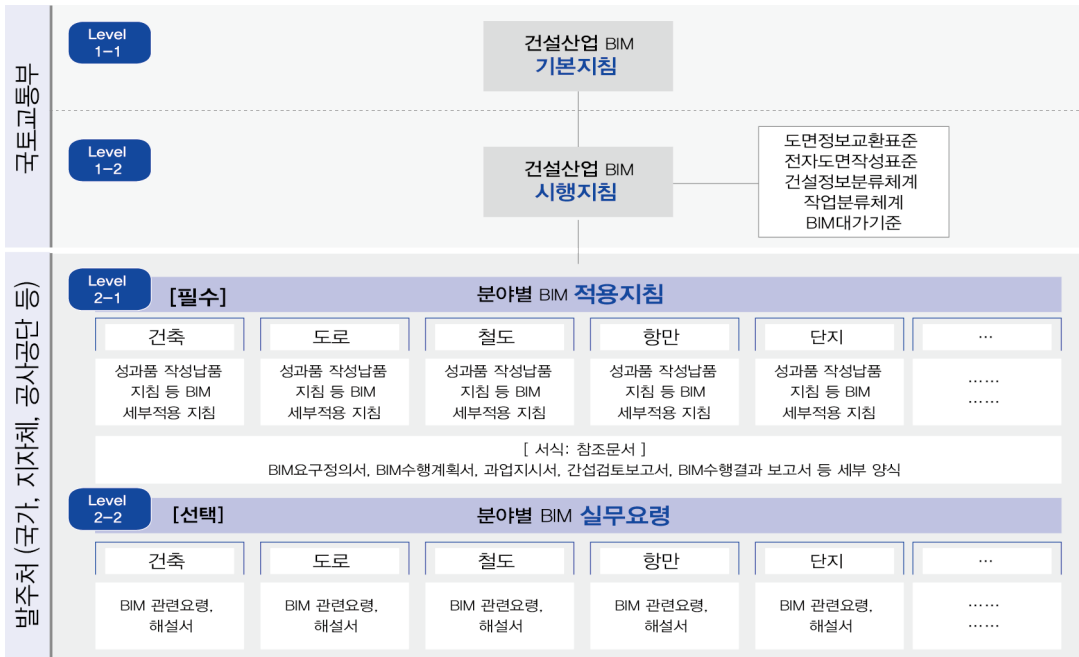 국토교통부
Level
1-1
건설산업 BIM
기본지침
Level
1-2
건설산업 BIM
시행지침
도면정보교환표준
전자도면작성표준
건설정보분류체계
작업분류체계
BIM대가기준
발주처 (국가, 지자체, 공사공단 등)
Level
2-1
[필수]
분야별 BIM 적용지침
건축
도로
철도
항만
단지
…
성과품 작성납품
지침 등 BIM
세부적용 지침
성과품 작성납품
지침 등 BIM
세부적용 지침
성과품 작성납품
지침 등 BIM
세부적용 지침
성과품 작성납품
지침 등 BIM
세부적용 지침
성과품 작성납품
지침 등 BIM
세부적용 지침
……
……
[ 서식: 참조문서 ]
BIM요구정의서, BIM수행계획서, 과업지시서, 간섭검토보고서, BIM수행결과 보고서 등 세부 양식
Level
2-2
[선택]
분야별 BIM 실무요령
건축
도로
철도
항만
단지
…
BIM 관련요령,
해설서
BIM 관련요령,
해설서
BIM 관련요령,
해설서
BIM 관련요령,
해설서
BIM 관련요령,
해설서
……
……